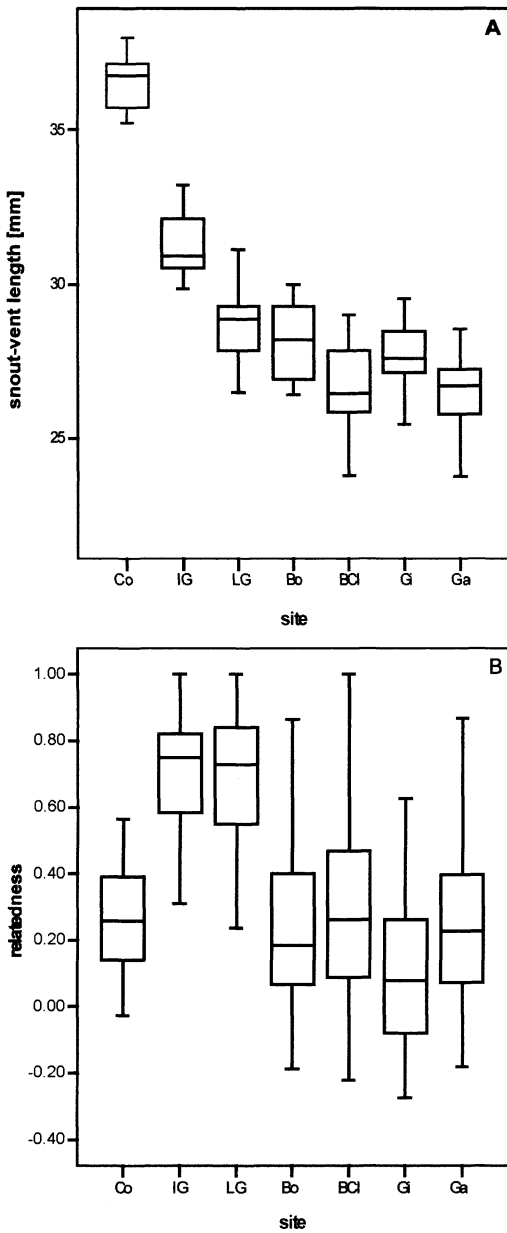 A
snout-vent length [mm]
35
30
25
Co IG LG Bo BCI Gi Ga
site
B
relatedness
1.00
0.80
0.60
0.40
0.20
0.00
-0.20
-0.40
Co IG LG Bo BCI Gi Ga
site